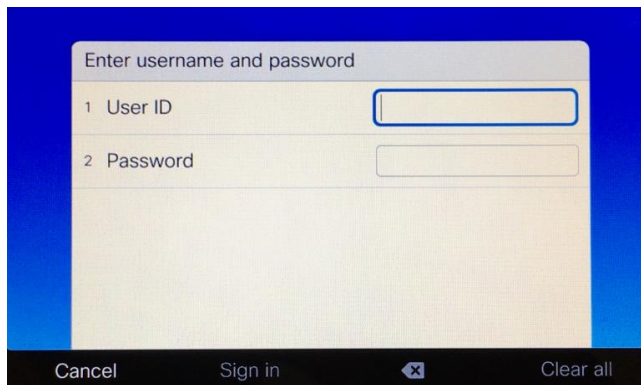 Enter username and password
1 User ID
2 Password
Cancel Sign in Clear all